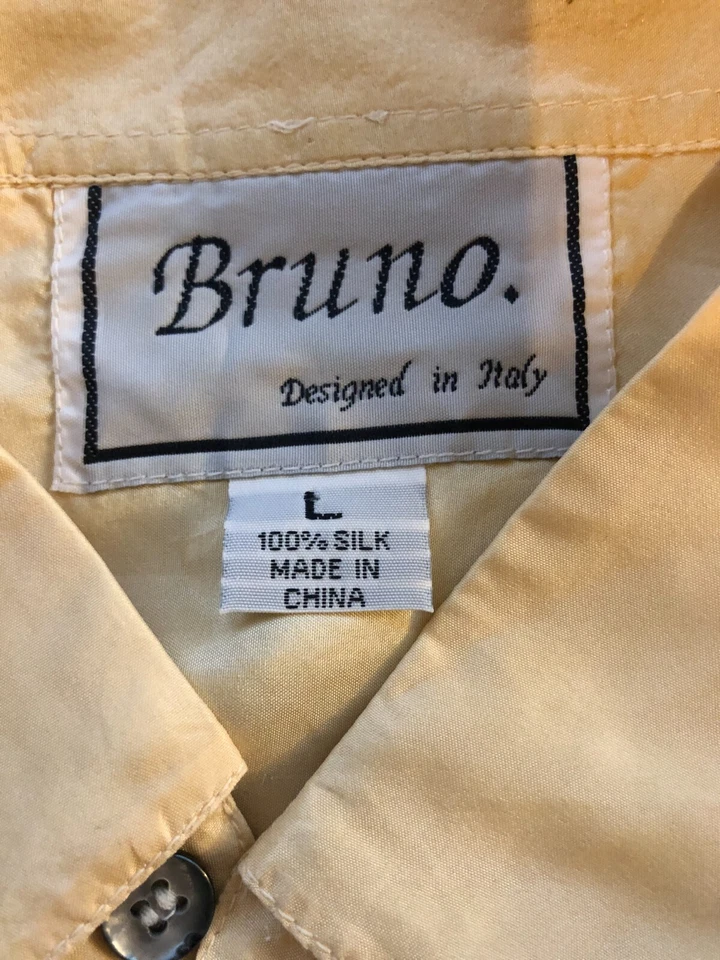 Bruno.
Designed in Italy
L
100% SILK
MADE IN
CHINA